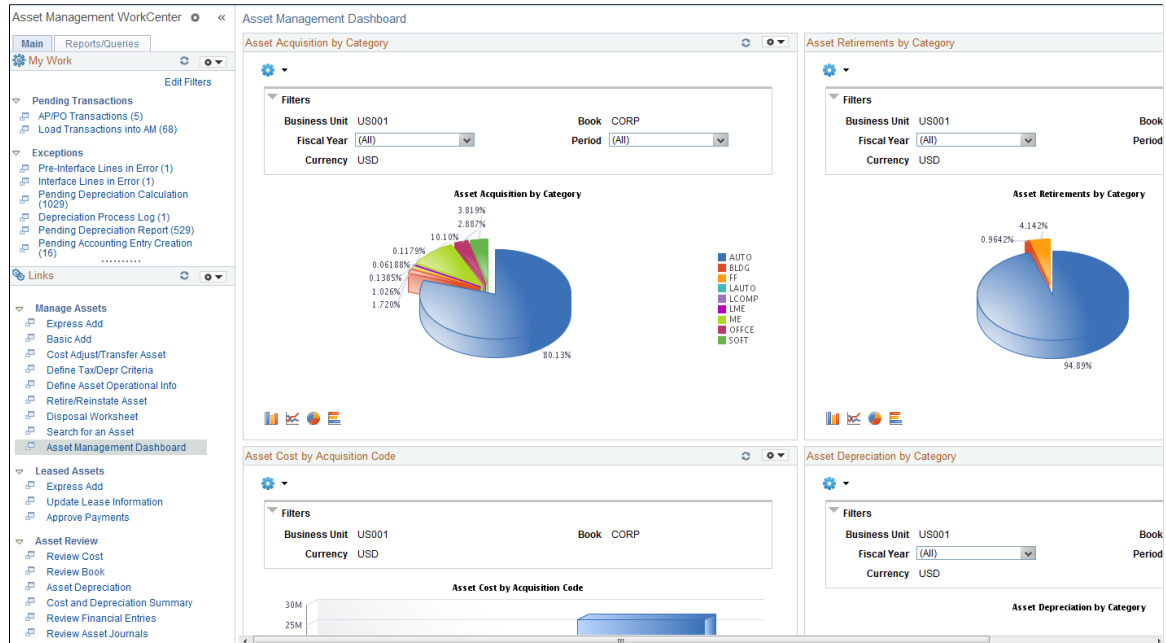 Asset Management WorkCenter «
Main Reports/Queries
My Work
Edit Filters
Pending Transactions
AP/PO Transactions (5)
Load Transactions into AM (68)
Exceptions
Pre-Interface Lines in Error (1)
Interface Lines in Error (1)
Pending Depreciation Calculation
(1029)
Depreciation Process Log (1)
Pending Depreciation Report (529)
Pending Accounting Entry Creation
(16)
Links
Manage Assets
Express Add
Basic Add
Cost Adjust/Transfer Asset
Define Tax/Depr Criteria
Define Asset Operational Info
Retire/Reinstate Asset
Disposal Worksheet
Search for an Asset
Asset Management Dashboard
Leased Assets
Express Add
Update Lease Information
Approve Payments
Asset Review
Review Cost
Review Book
Asset Depreciation
Cost and Depreciation Summary
Review Financial Entries
Review Asset Journals
Asset Management Dashboard
Asset Acquisition by Category
Filters
Business Unit US001 Book CORP
Fiscal Year (All) Period (All)
Currency USD
Asset Acquisition by Category
3.819%
2.887%
10.10%
0.1179%
0.06188%
0.1385%
1.026%
1.720%
80.13%
AUTO
BLDG
FF
LAUTO
LCOMP
LME
ME
OFFCE
SOFT
Asset Retirements by Category
Filters
Business Unit US001 Book
Fiscal Year (All) Period
Currency USD
Asset Retirements by Category
4.142%
0.9642%
94.89%
Asset Cost by Acquisition Code
Filters
Business Unit US001 Book CORP
Currency USD
Asset Cost by Acquisition Code
30M
25M
Asset Depreciation by Category
Filters
Business Unit US001 Book
Fiscal Year (All) Period
Currency USD
Asset Depreciation by Category